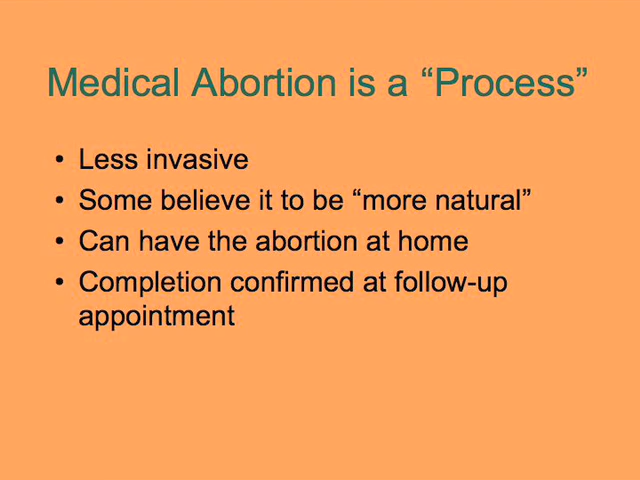 Medical Abortion is a “Process”
• Less invasive
• Some believe it to be “more natural”
• Can have the abortion at home
• Completion confirmed at follow-up
appointment